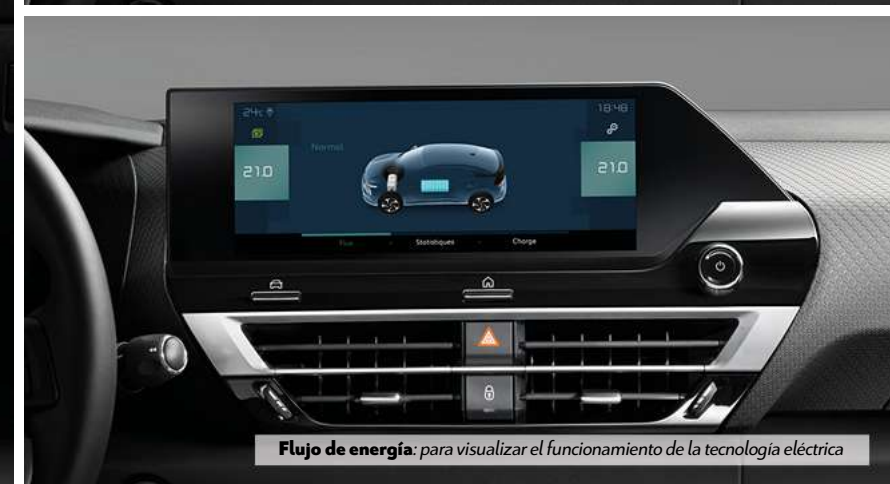 24°c
18:48
Normal
21.0
21.0
Flux
Statistiques
Charge
Flujo de energía: para visualizar el funcionamiento de la tecnología eléctrica